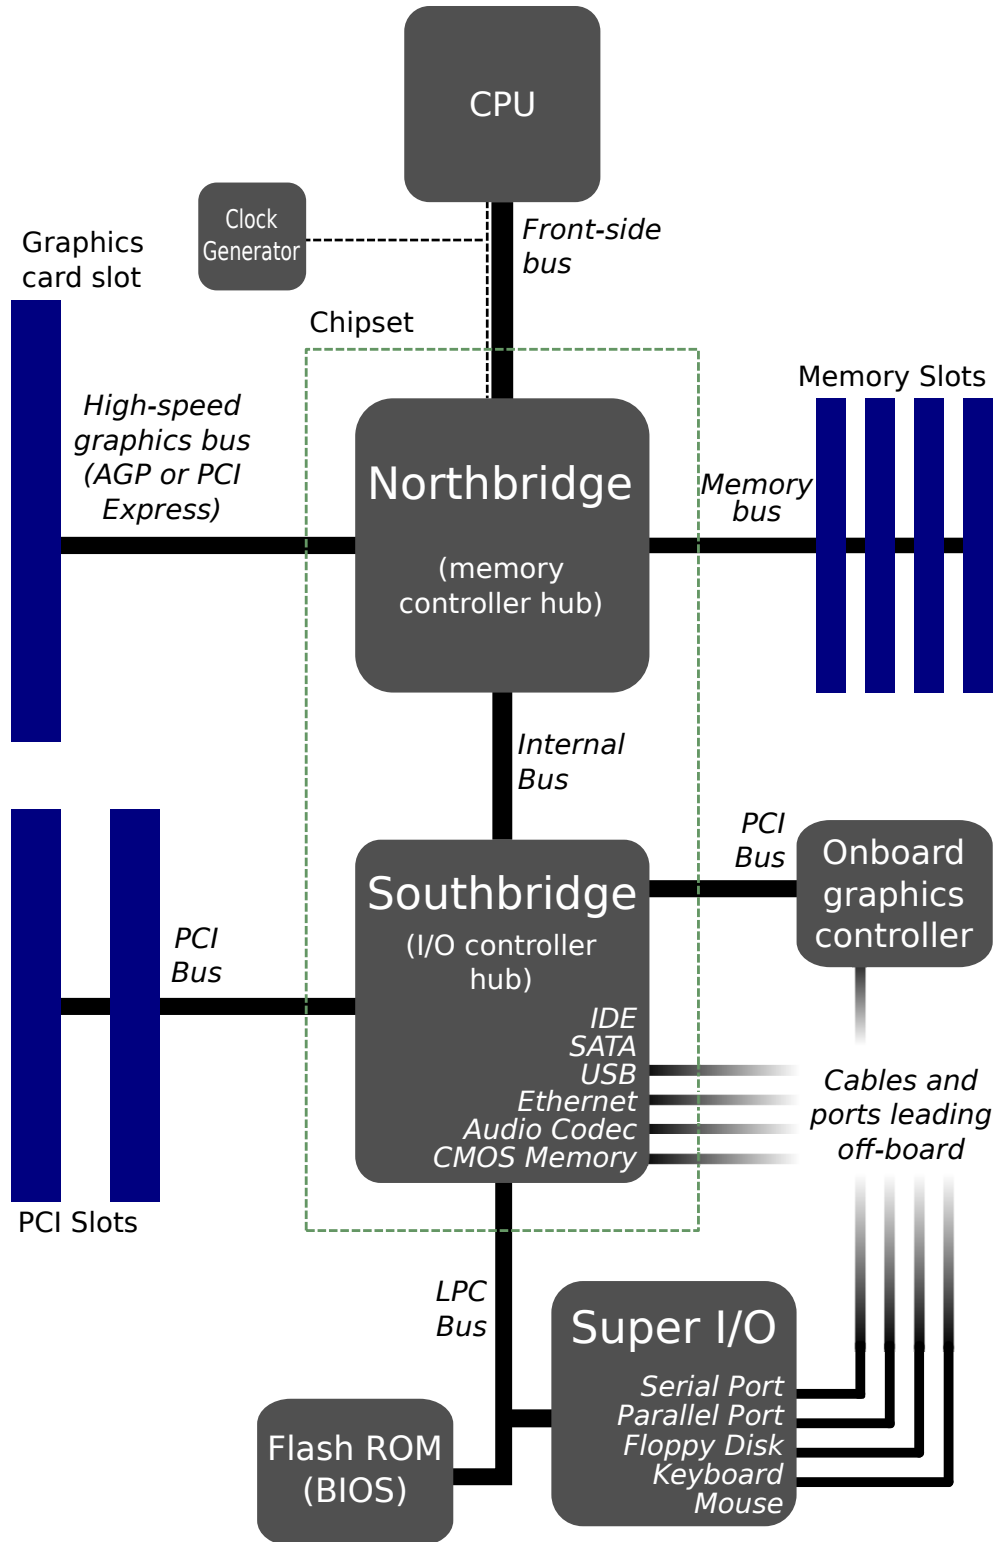 CPU
Clock
Generator
Front-side
bus
Graphics
card slot
Chipset
Memory Slots
High-speed
graphics bus
(AGP or PCI
Express)
Northbridge
(memory
controller hub)
Memory
bus
Internal
Bus
PCI
Bus
Onboard
graphics
controller
Southbridge
(I/O controller
hub)
IDE
SATA
USB
Ethernet
Audio Codec
CMOS Memory
PCI
Bus
Cables and
ports leading
off-board
PCI Slots
LPC
Bus
Super I/O
Serial Port
Parallel Port
Floppy Disk
Keyboard
Mouse
Flash ROM
(BIOS)